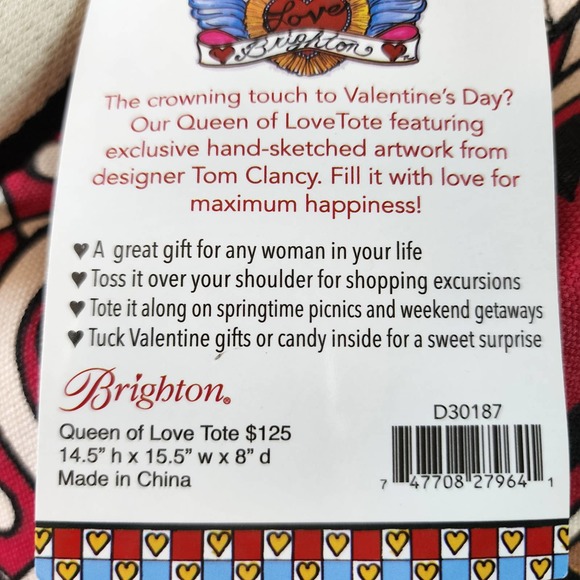 Love
Brighton
The crowning touch to Valentine's Day?
Our Queen of LoveTote featuring
exclusive hand-sketched artwork from
designer Tom Clancy. Fill it with love for
maximum happiness!
♥ A great gift for any woman in your life
♥ Toss it over your shoulder for shopping excursions
♥ Tote it along on springtime picnics and weekend getaways
♥ Tuck Valentine gifts or candy inside for a sweet surprise
Brighton®
Queen of Love Tote $125
14.5" h x 15.5" w x 8" d
Made in China
D30187
7 47708 27964 1